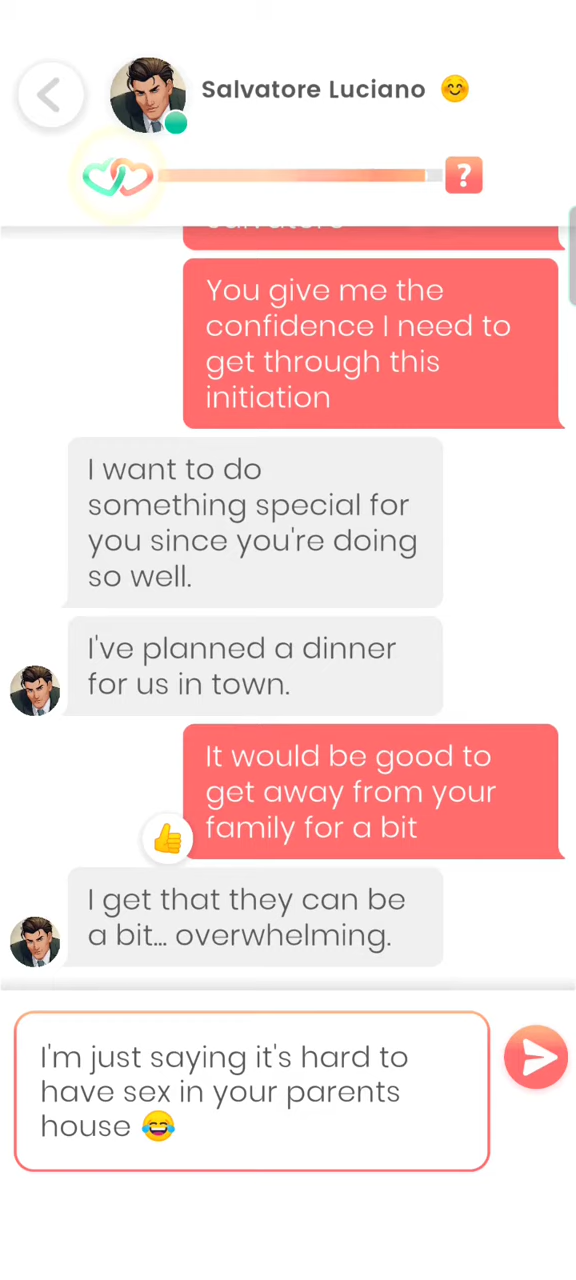 Salvatore Luciano 😊
?
You give me the
confidence I need to
get through this
initiation
I want to do
something special for
you since you're doing
so well.
I've planned a dinner
for us in town.
It would be good to
get away from your
family for a bit
👍
I get that they can be
a bit... overwhelming.
I'm just saying it's hard to
have sex in your parents
house 😂